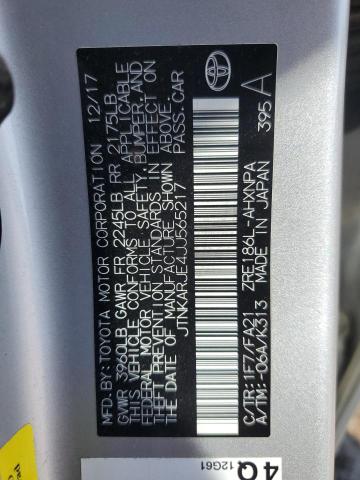 MFD. BY: TOYOTA MOTOR CORPORATION 12/17
GVWR 3960LB GAWR FR 2245LB RR 2175LB
THIS VEHICLE CONFORMS TO ALL APPLICABLE
FEDERAL MOTOR VEHICLE SAFETY, BUMPER, AND
THEFT PREVENTION STANDARDS IN EFFECT ON
THE DATE OF MANUFACTURE SHOWN ABOVE.
JTNKARJE4JJ565217 PASS.CAR
C/TR: 1F7/FA21 ZRE186L-AHXNPA
A/TM: -06A/K313 MADE IN JAPAN 395 A
4Q
12G61